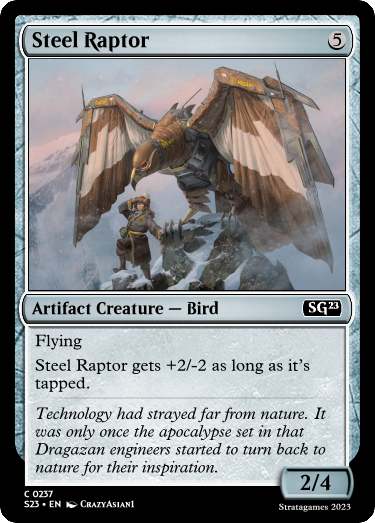 Steel Raptor 5
Artifact Creature — Bird SG23
Flying
Steel Raptor gets +2/-2 as long as it's
tapped.
Technology had strayed far from nature. It
was only once the apocalypse set in that
Dragazan engineers started to turn back to
nature for their inspiration.
2/4
C 0237
S23 • EN CrazyAsian1
Stratagames 2023